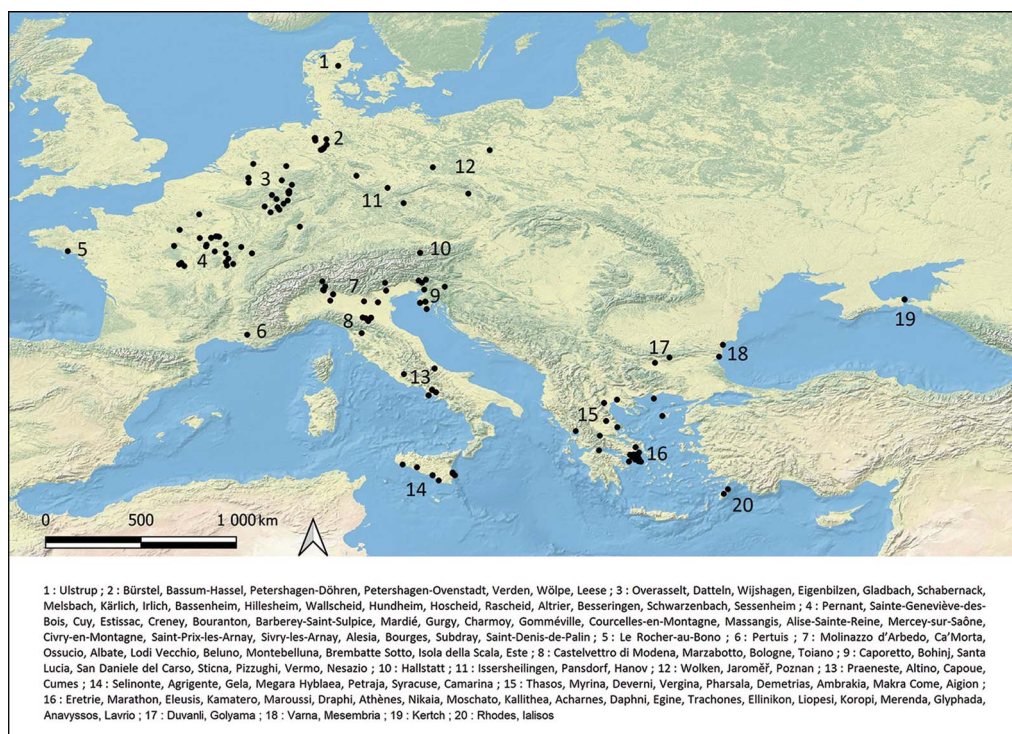 1
2
12
3
11
5
4
10
7
9
8
6
19
17
18
13
15
16
14
20
0 500 1 000 km
1 : Ulstrup ; 2 : Bürstel, Bassum-Hassel, Petershagen-Döhren, Petershagen-Ovenstadt, Verden, Wölpe, Leese ; 3 : Overasselt, Datteln, Wijshagen, Eigenbilzen, Gladbach, Schabernack,
Melsbach, Kärlich, Irlich, Bassenheim, Hillesheim, Wallscheid, Hundheim, Hoscheid, Rascheid, Altrier, Besseringen, Schwarzenbach, Sessenheim ; 4 : Pernant, Sainte-Geneviève-des-
Bois, Cuy, Estissac, Creney, Bouranton, Barberey-Saint-Sulpice, Mardié, Gurgy, Charmoy, Gomméville, Courcelles-en-Montagne, Massangis, Alise-Sainte-Reine, Mercey-sur-Saône,
Civry-en-Montagne, Saint-Prix-les-Arnay, Sivry-les-Arnay, Alesia, Bourges, Subdray, Saint-Denis-de-Palin ; 5 : Le Rocher-au-Bono ; 6 : Pertuis ; 7 : Molinazzo d'Arbedo, Ca'Morta,
Ossucio, Albate, Lodi Vecchio, Beluno, Montebelluna, Brembatte Sotto, Isola della Scala, Este ; 8 : Castelvettro di Modena, Marzabotto, Bologne, Toiano ; 9 : Caporetto, Bohinj, Santa
Lucia, San Daniele del Carso, Sticna, Pizzughi, Vermo, Nesazio ; 10 : Hallstatt ; 11 : Issersheilingen, Pansdorf, Hanov ; 12 : Wolken, Jaroměř, Poznan ; 13 : Praeneste, Altino, Capoue,
Cumes ; 14 : Selinonte, Agrigente, Gela, Megara Hyblaea, Petraja, Syracuse, Camarina ; 15 : Thasos, Myrina, Deverni, Vergina, Pharsala, Demetrias, Ambrakia, Makra Come, Aigion ;
16 : Eretrie, Marathon, Eleusis, Kamatero, Maroussi, Draphi, Athènes, Nikaia, Moschato, Kallithea, Acharnes, Daphni, Egine, Trachones, Ellinikon, Liopesi, Koropi, Merenda, Glyphada,
Anavyssos, Lavrio ; 17 : Duvanli, Golyama ; 18 : Varna, Mesembria ; 19 : Kertch ; 20 : Rhodes, Ialisos